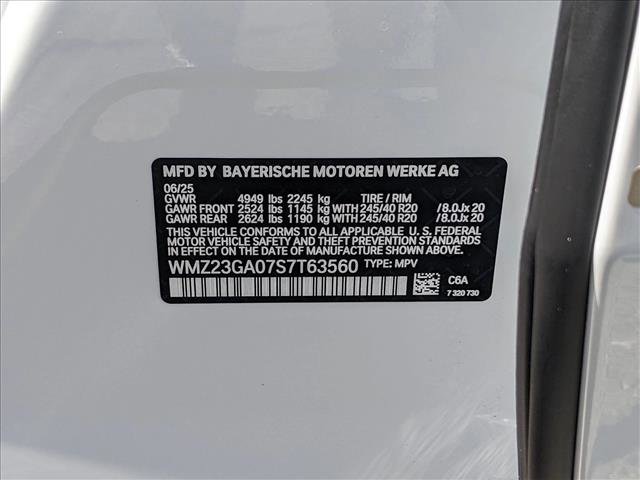 MFD BY BAYERISCHE MOTOREN WERKE AG
06/25
GVWR 4949 lbs 2245 kg TIRE / RIM
GAWR FRONT 2524 lbs 1145 kg WITH 245/40 R20 /8.0Jx 20
GAWR REAR 2624 lbs 1190 kg WITH 245/40 R20 /8.0Jx 20
THIS VEHICLE CONFORMS TO ALL APPLICABLE U. S. FEDERAL
MOTOR VEHICLE SAFETY AND THEFT PREVENTION STANDARDS
IN EFFECT ON THE DATE OF MANUFACTURE SHOWN ABOVE.
WMZ23GA07S7T63560 TYPE: MPV
C6A
7 320 730